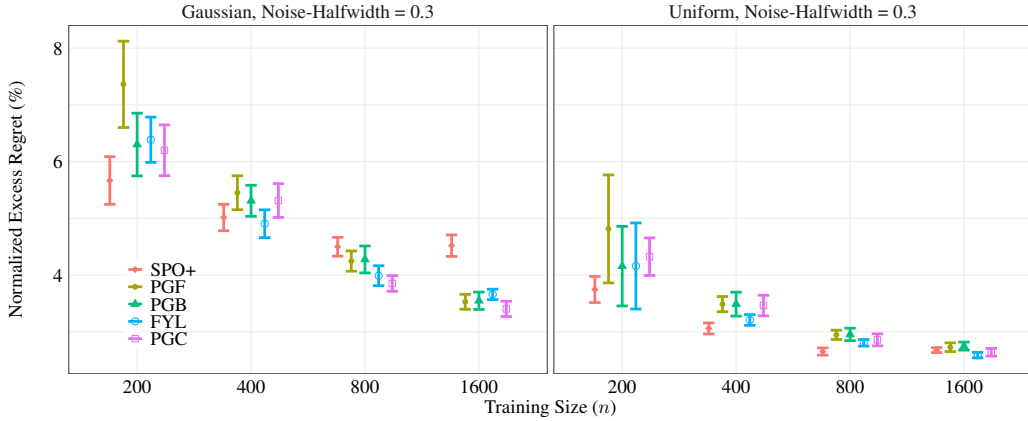 Gaussian, Noise-Halfwidth = 0.3
Uniform, Noise-Halfwidth = 0.3
Normalized Excess Regret (%)
8
6
4
SPO+
PGF
PGB
FYL
PGC
200 400 800 1600
200 400 800 1600
Training Size (n)